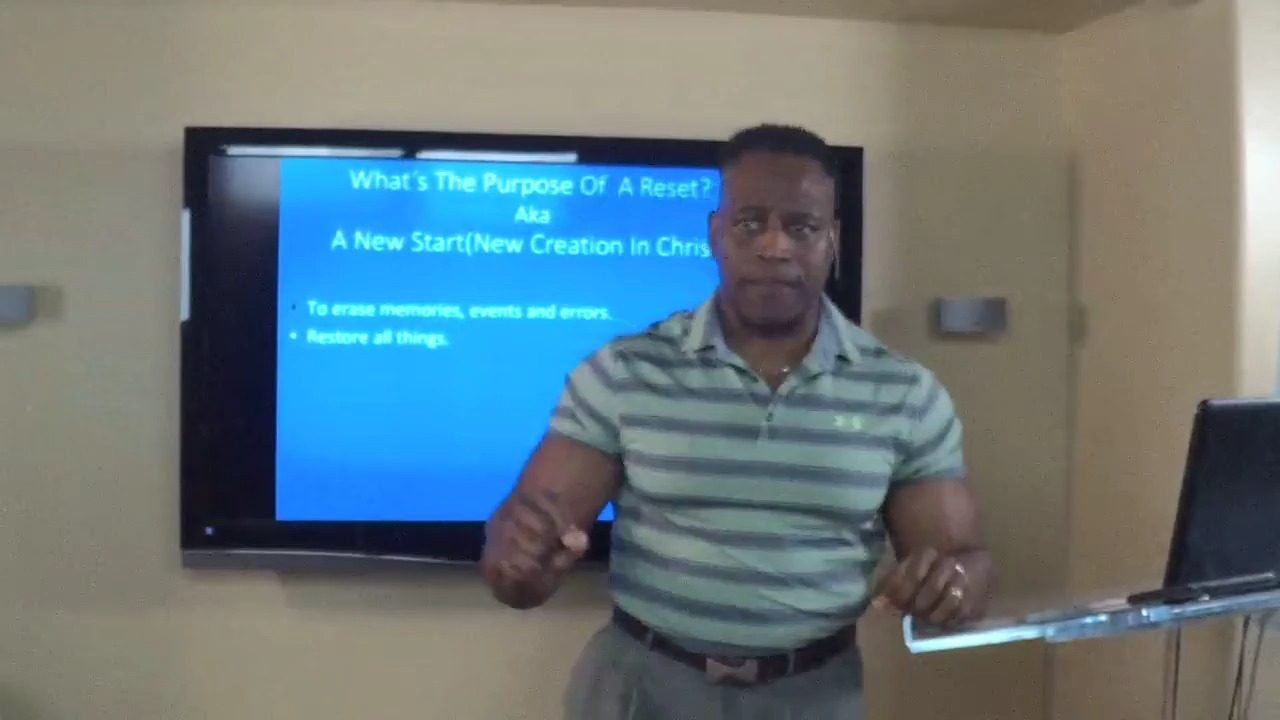 What's The Purpose Of A Reset?
Aka
A New Start(New Creation In Chris
• To erase memories, events and errors.
• Restore all things.